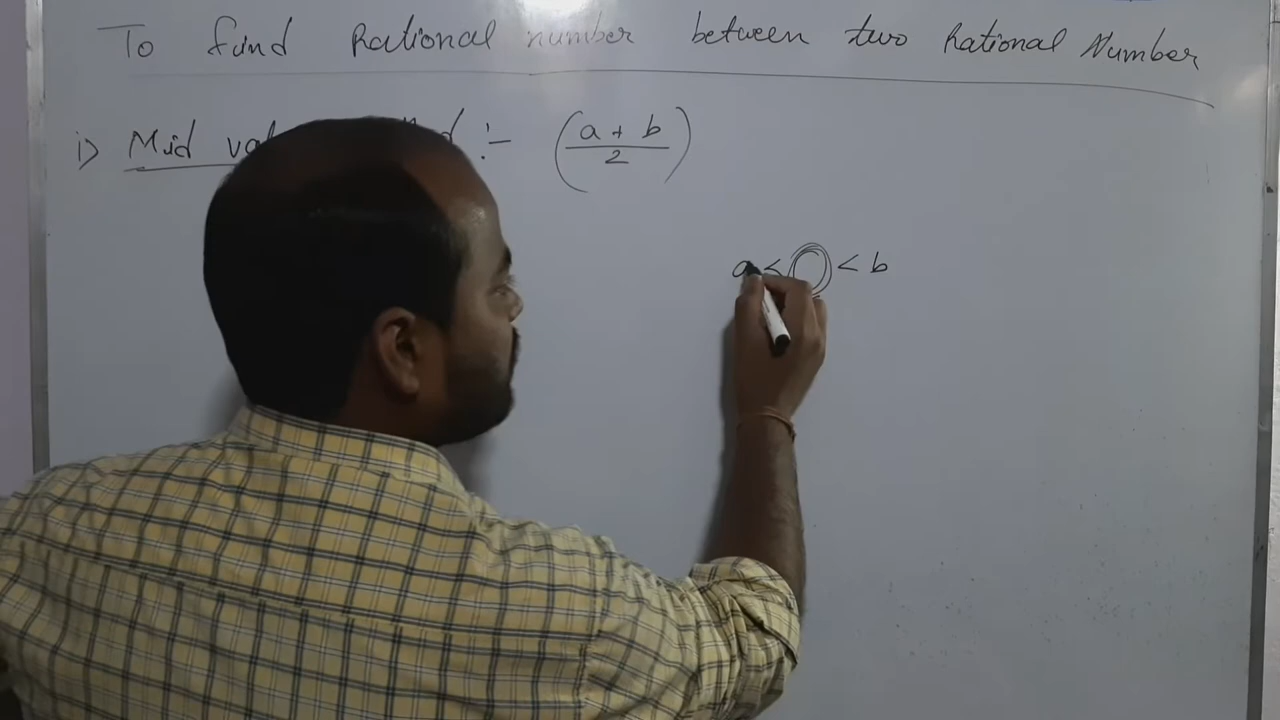 To find Rational number between two Rational Number
i) Mid :- (a + b / 2)
a < < b